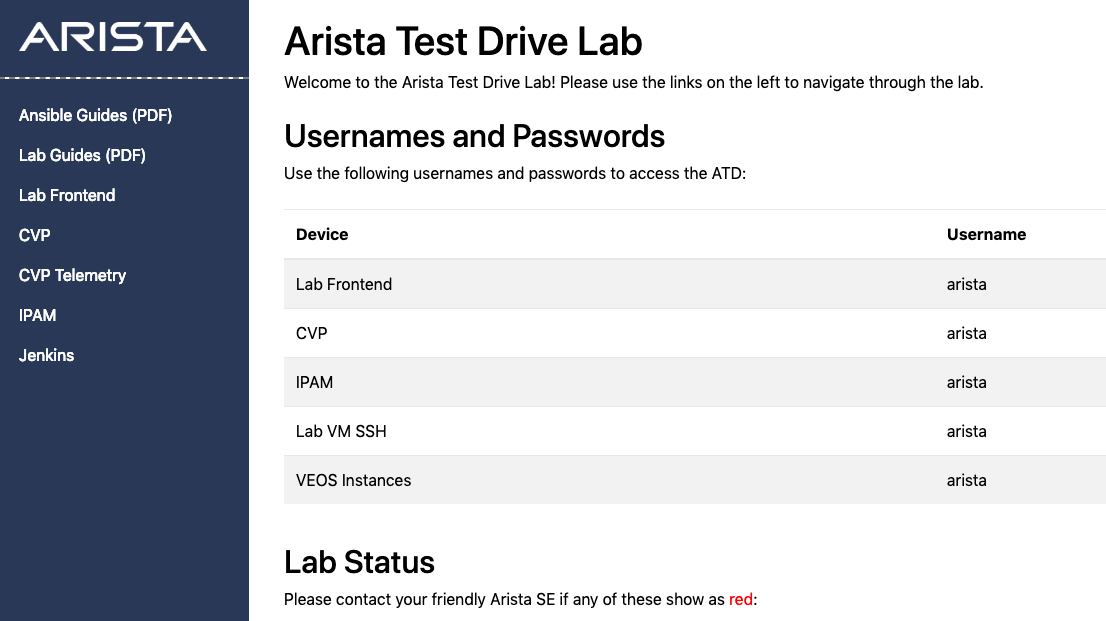 ARISTA
Ansible Guides (PDF)
Lab Guides (PDF)
Lab Frontend
CVP
CVP Telemetry
IPAM
Jenkins
Arista Test Drive Lab
Welcome to the Arista Test Drive Lab! Please use the links on the left to navigate through the lab.
Usernames and Passwords
Use the following usernames and passwords to access the ATD:
Device Username
Lab Frontend arista
CVP arista
IPAM arista
Lab VM SSH arista
VEOS Instances arista
Lab Status
Please contact your friendly Arista SE if any of these show as red: